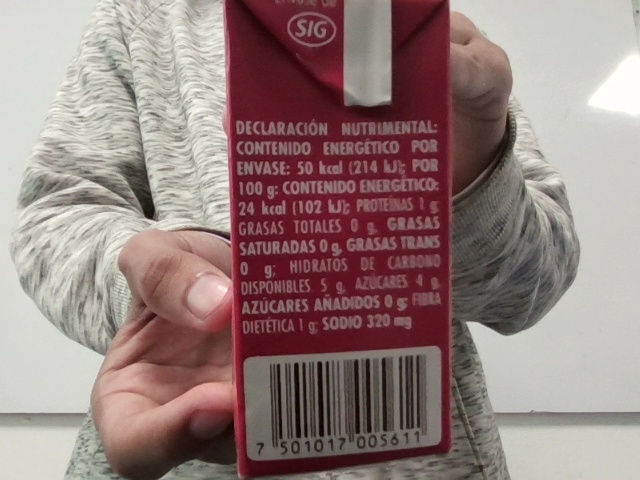 SIG
DECLARACIÓN NUTRIMENTAL:
CONTENIDO ENERGÉTICO POR
ENVASE: 50 kcal (214 kJ); POR
100 g: CONTENIDO ENERGÉTICO:
24 kcal (102 kJ); PROTEÍNAS 1 g
GRASAS TOTALES 0 g, GRASAS
SATURADAS 0 g, GRASAS TRANS
0 g; HIDRATOS DE CARBONO
DISPONIBLES 5 g, AZÚCARES 4 g,
AZÚCARES AÑADIDOS 0 g; FIBRA
DIETÉTICA 1 g; SODIO 320 mg
7 501017 005611